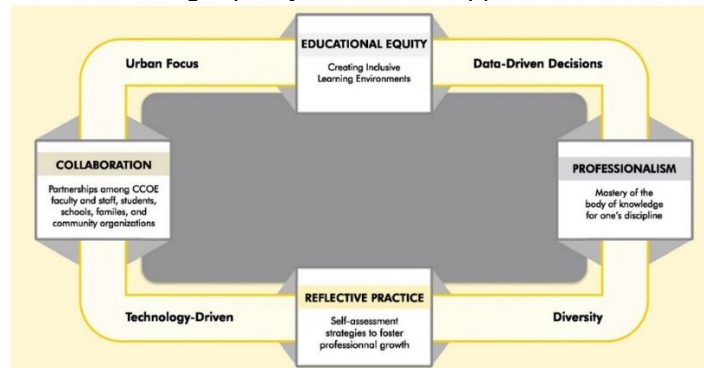 EDUCATIONAL EQUITY
Creating Inclusive
Learning Environments
Urban Focus
Data-Driven Decisions
COLLABORATION
Partnerships among CCOE
faculty and staff, students,
schools, familes, and
community organizations
PROFESSIONALISM
Mastery of the
body of knowledge
for one's discipline
REFLECTIVE PRACTICE
Self-assessment
strategies to foster
professionnal growth
Technology-Driven
Diversity